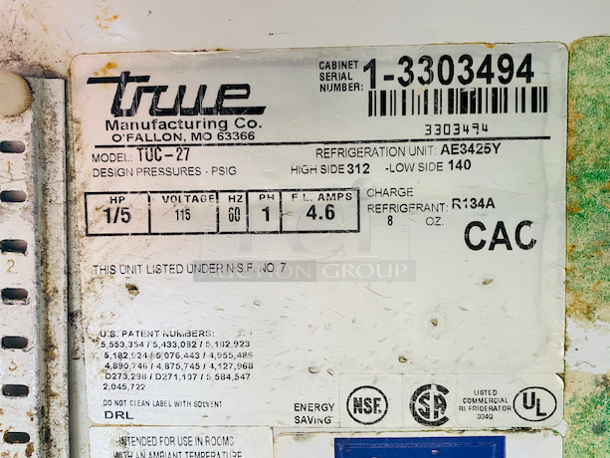 true
Manufacturing Co.
O'FALLON, MO 63366
CABINET
SERIAL
NUMBER: 1-3303494
3303494
MODEL: TUC-27
REFRIGERATION UNIT: AE3425Y
DESIGN PRESSURES - PSIG
HIGH SIDE 312 - LOW SIDE 140
HP VOLTAGE HZ PH F.L. AMPS
1/5 115 60 1 4.6
CHARGE
REFRIGERANT: R134A
8 OZ.
CAC
AUCTION GROUP
THIS UNIT LISTED UNDER N.S.F. NO. 7
U.S. PATENT NUMBERS:
5,553,354 / 5,433,082 / 5,182,923
5,182,924 / 5,076,443 / 4,955,486
4,890,746 / 4,875,745 / 4,127,968
D273,298 / D271,107 / 5,584,547
2,045,722
DO NOT CLEAN LABEL WITH SOLVENT
DRL
ENERGY
SAVING
NSF
SA
LISTED
COMMERCIAL
REFRIGERATOR
UL
INTENDED FOR USE IN ROOMS
WITH AN AMBIENT TEMPERATURE
2
3